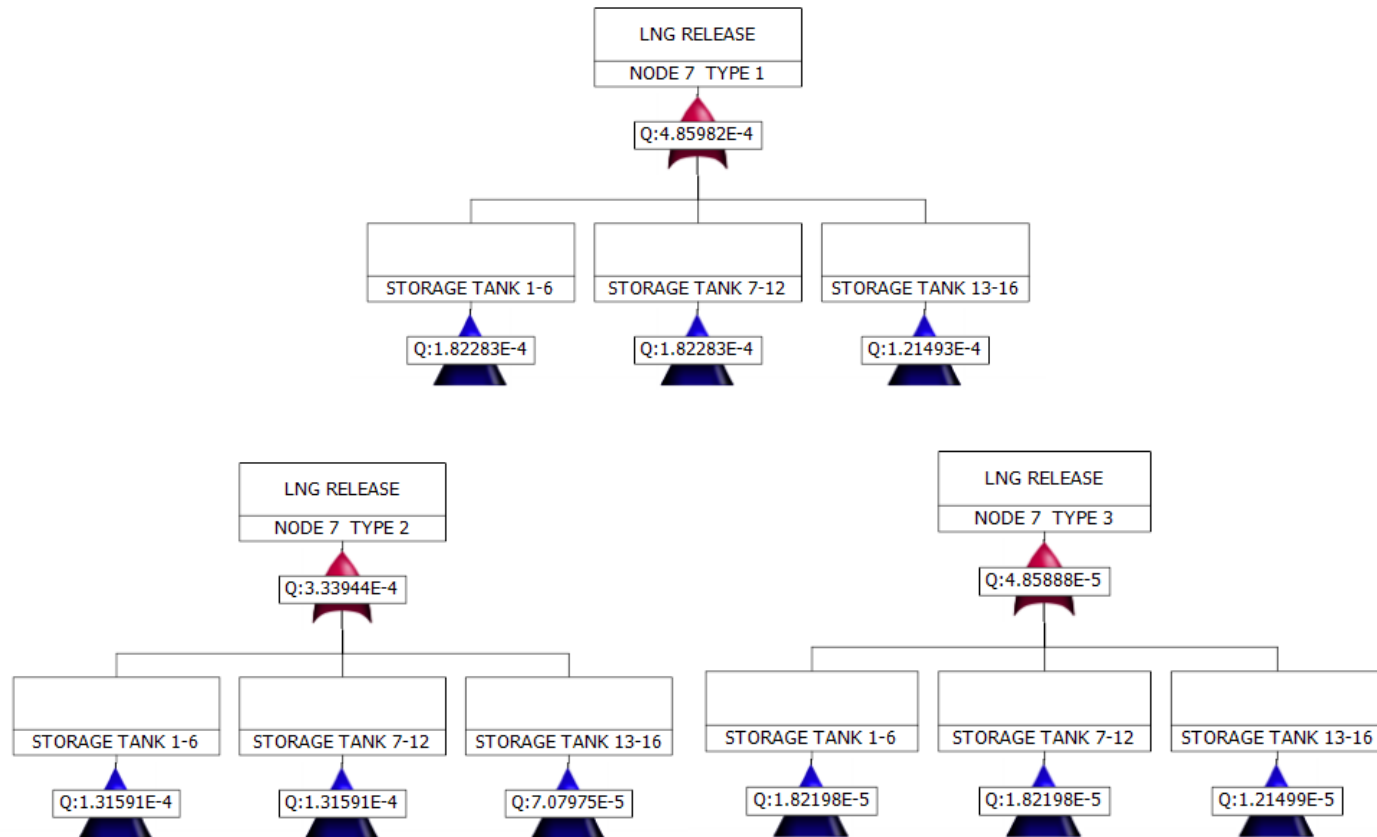 LNG RELEASE
NODE 7 TYPE 1
Q:4.85982E-4
STORAGE TANK 1-6
STORAGE TANK 7-12
STORAGE TANK 13-16
Q:1.82283E-4
Q:1.82283E-4
Q:1.21493E-4
LNG RELEASE
NODE 7 TYPE 2
Q:3.33944E-4
STORAGE TANK 1-6
STORAGE TANK 7-12
STORAGE TANK 13-16
Q:1.31591E-4
Q:1.31591E-4
Q:7.07975E-5
LNG RELEASE
NODE 7 TYPE 3
Q:4.85888E-5
STORAGE TANK 1-6
STORAGE TANK 7-12
STORAGE TANK 13-16
Q:1.82198E-5
Q:1.82198E-5
Q:1.21499E-5